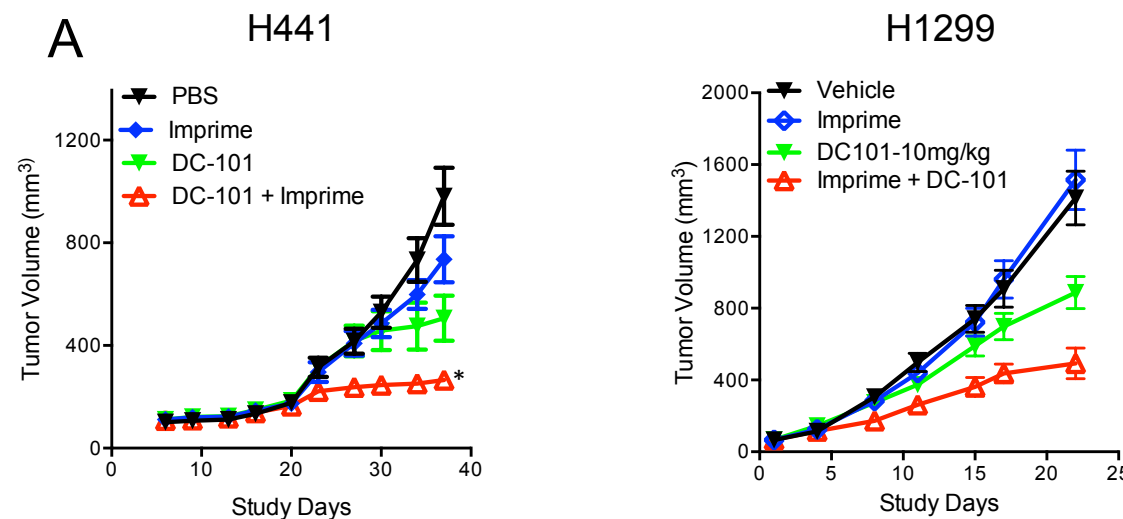 A
H441
PBS
Imprime
DC-101
DC-101 + Imprime
Tumor Volume (mm³)
1200
800
400
0
0 10 20 30 40
*
Study Days
H1299
Vehicle
Imprime
DC101-10mg/kg
Imprime + DC-101
Tumor Volume (mm³)
2000
1600
1200
800
400
0
0 5 10 15 20 25
Study Days